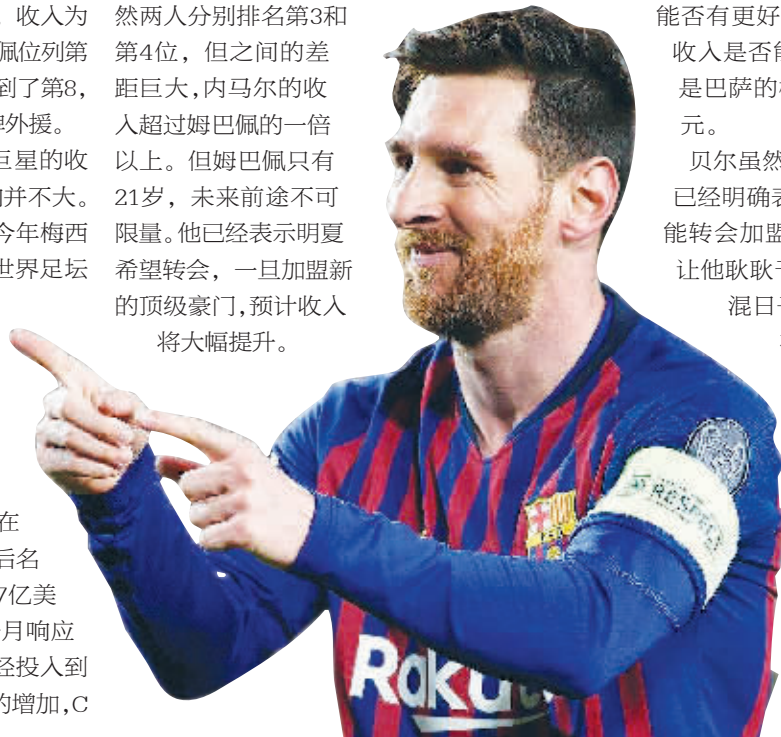 收入为
佩位列第
到了第8,
牌外援。
巨星的收
并不大。
今年梅西
世界足坛
在
后名
7亿美
月响应
经投入到
的增加,C
然两人分别排名第3和
第4位，但之间的差
距巨大,内马尔的收
入超过姆巴佩的一倍
以上。但姆巴佩只有
21岁，未来前途不可
限量。他已经表示明夏
希望转会，一旦加盟新
的顶级豪门,预计收入
将大幅提升。
能否有更好
收入是否能
是巴萨的
元。
贝尔虽然
已经明确表
能转会加盟
让他耿耿于
混日子
RESPECT
Rakuten